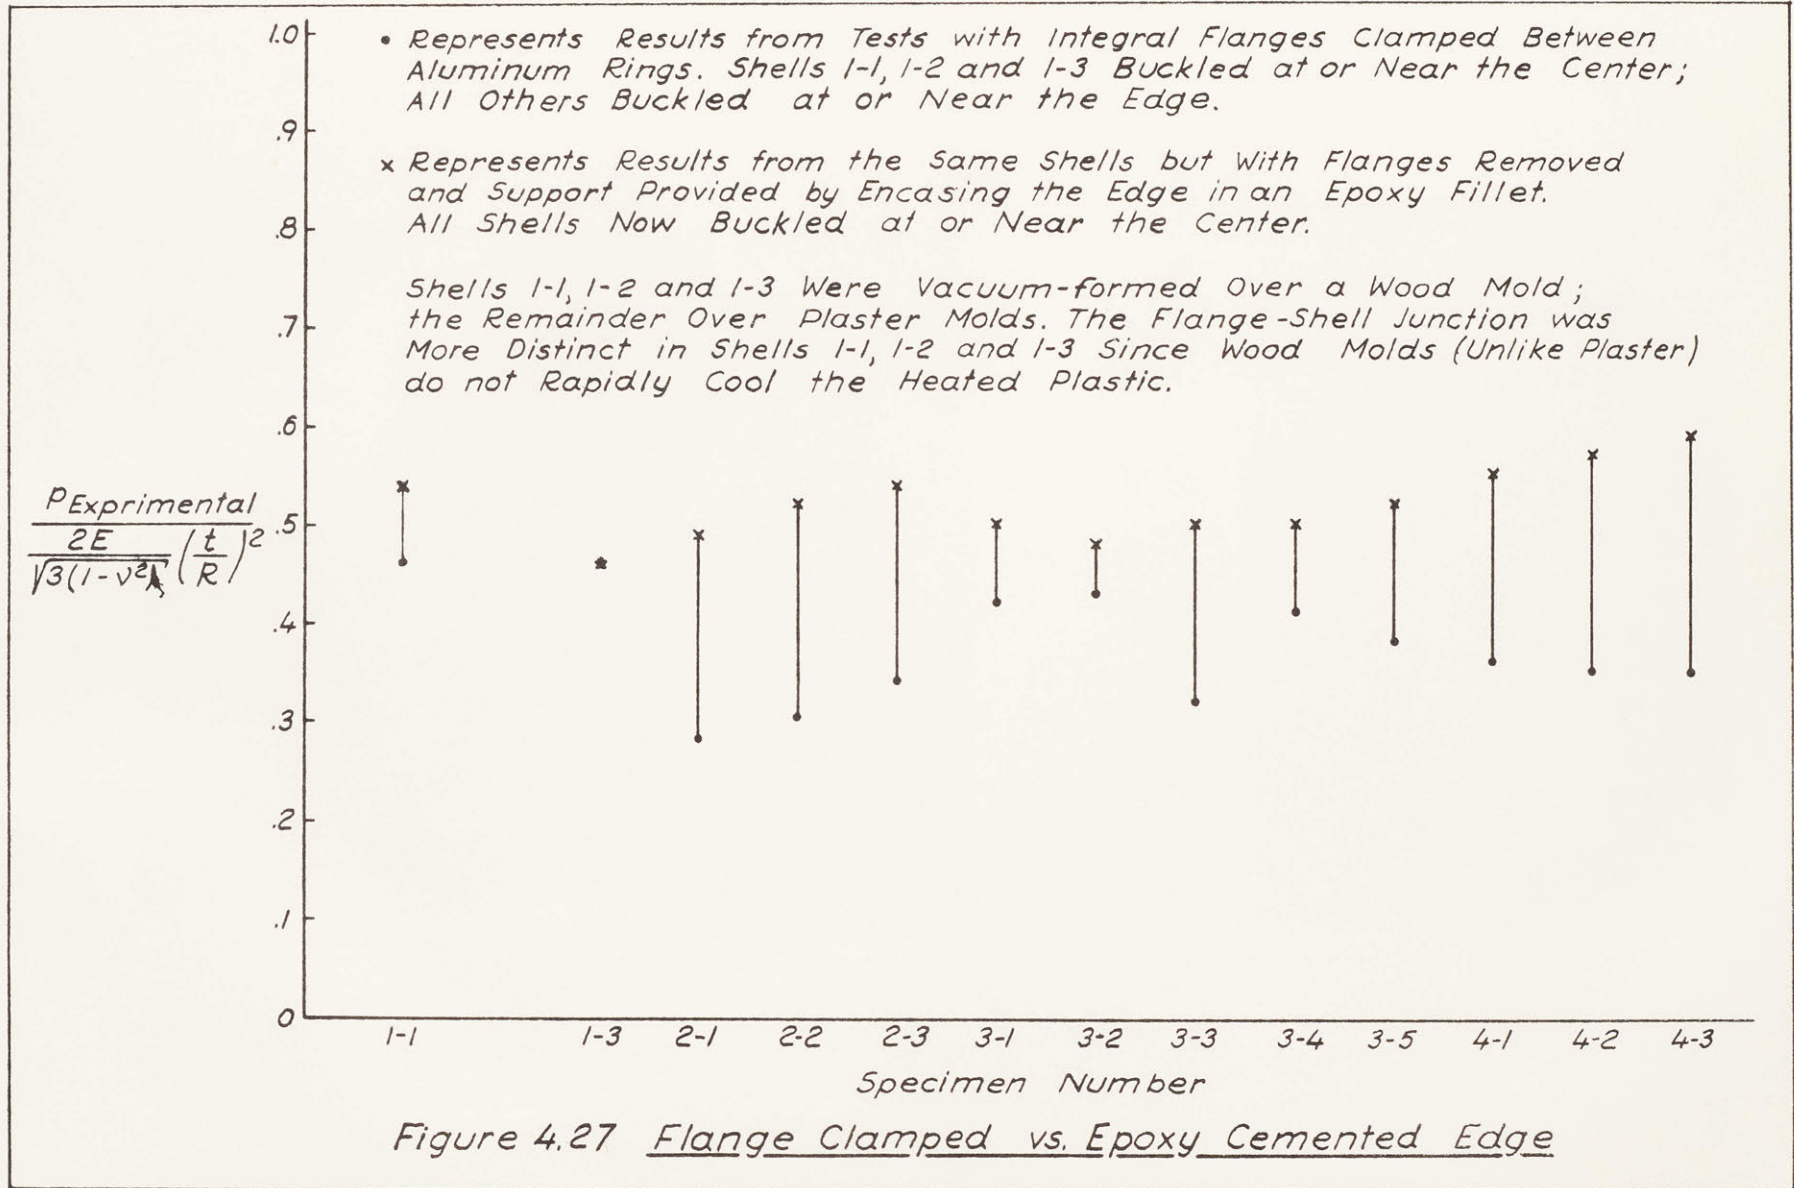 • Represents Results from Tests with Integral Flanges Clamped Between
Aluminum Rings. Shells 1-1, 1-2 and 1-3 Buckled at or Near the Center;
All Others Buckled at or Near the Edge.
x Represents Results from the Same Shells but With Flanges Removed
and Support Provided by Encasing the Edge in an Epoxy Fillet.
All Shells Now Buckled at or Near the Center.
Shells 1-1, 1-2 and 1-3 Were Vacuum-formed Over a Wood Mold;
the Remainder Over Plaster Molds. The Flange-Shell Junction was
More Distinct in Shells 1-1, 1-2 and 1-3 Since Wood Molds (Unlike Plaster)
do not Rapidly Cool the Heated Plastic.
1.0
.9
.8
.7
.6
.5
.4
.3
.2
.1
0
P Exprimental
2E
√3(1-ν²)
(t/R)²
1-1 1-3 2-1 2-2 2-3 3-1 3-2 3-3 3-4 3-5 4-1 4-2 4-3
Specimen Number
Figure 4.27 Flange Clamped vs. Epoxy Cemented Edge